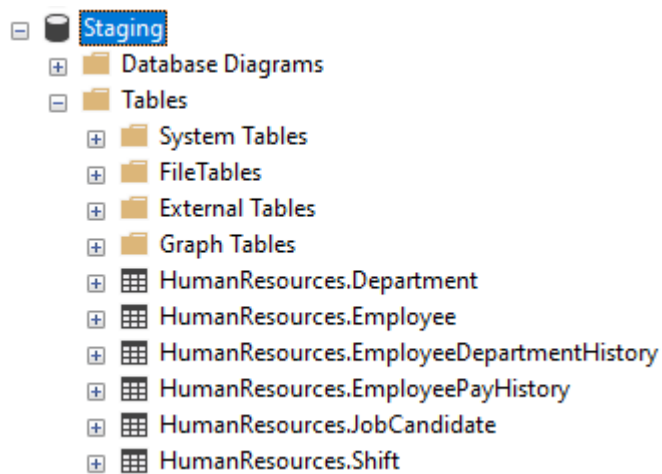 Staging
Database Diagrams
Tables
System Tables
FileTables
External Tables
Graph Tables
HumanResources.Department
HumanResources.Employee
HumanResources.EmployeeDepartmentHistory
HumanResources.EmployeePayHistory
HumanResources.JobCandidate
HumanResources.Shift